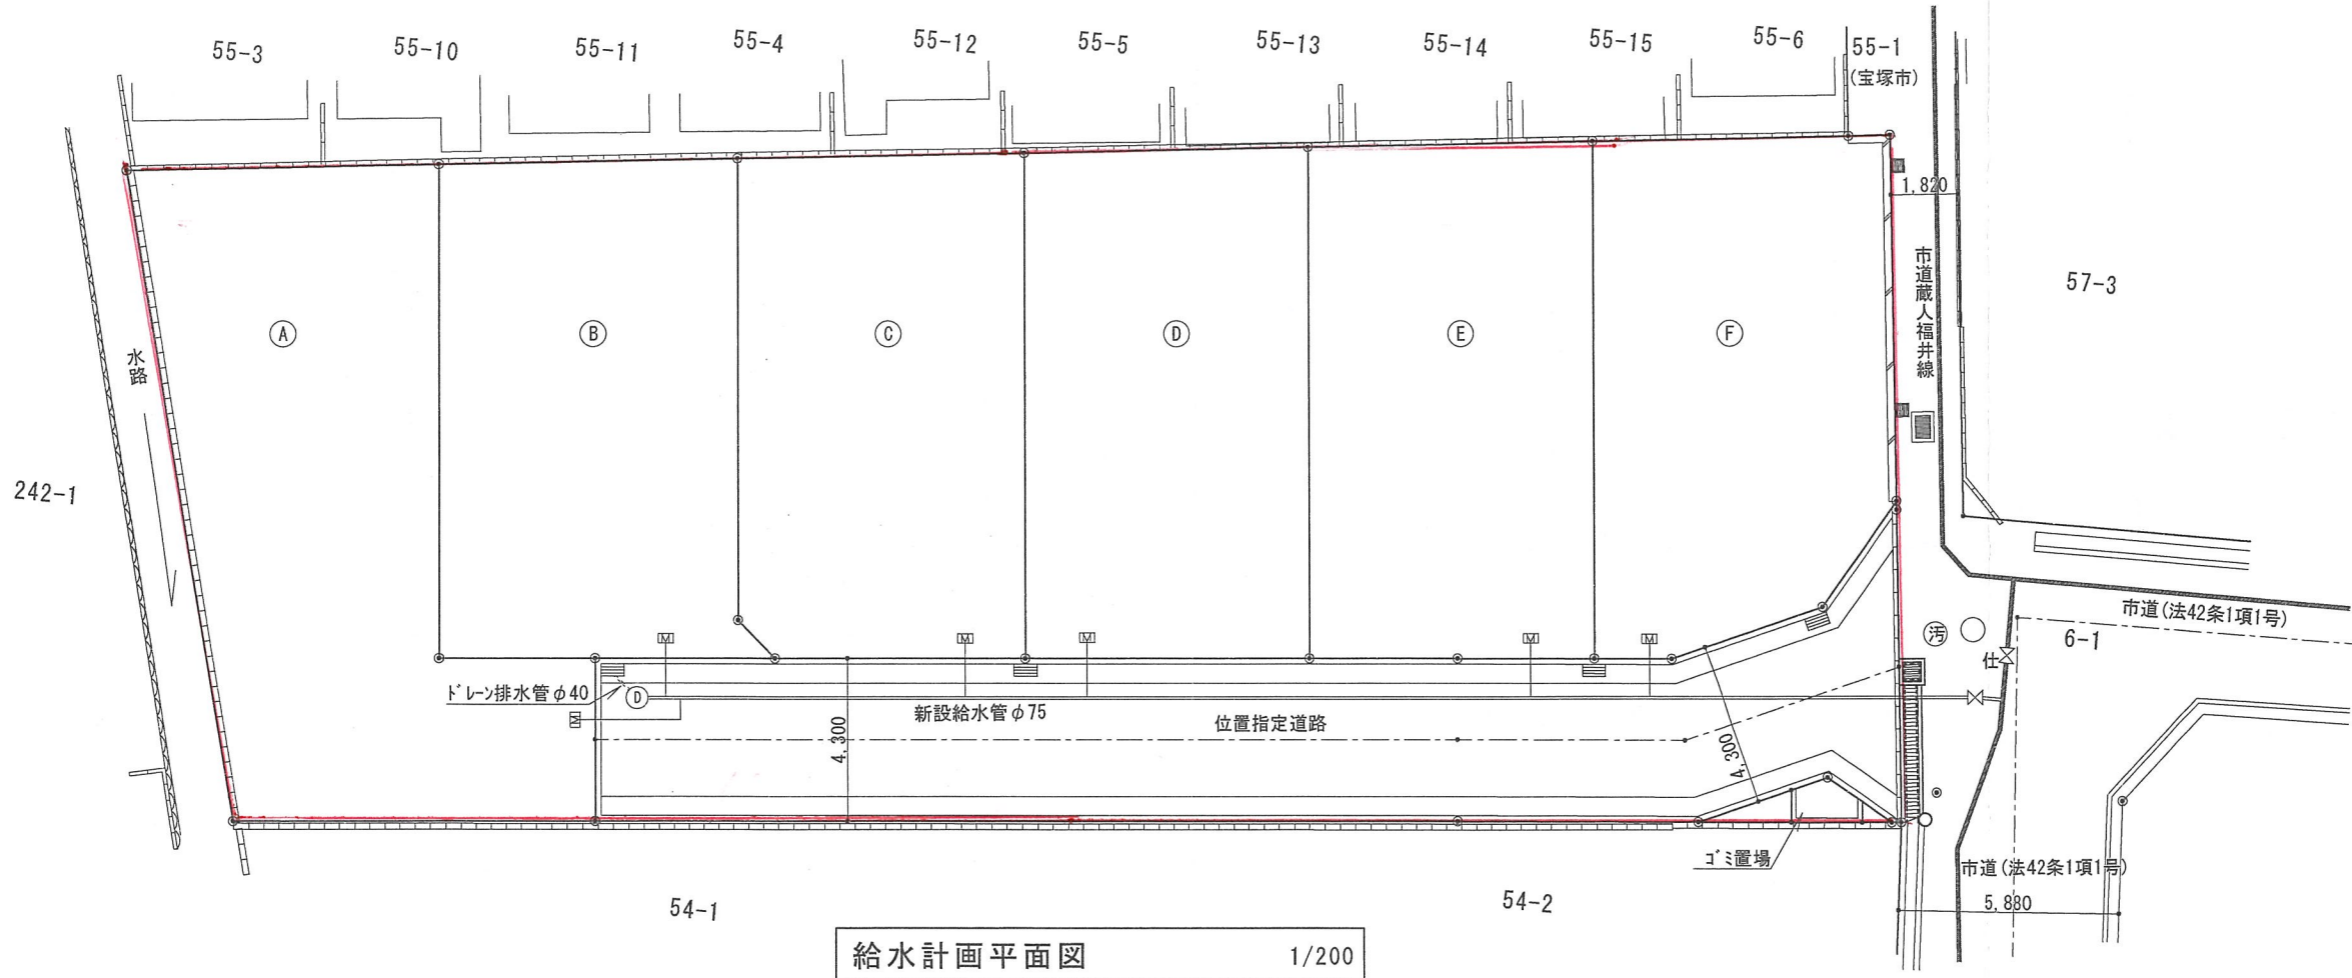 55-3
55-10
55-11
55-4
55-12
55-5
55-13
55-14
55-15
55-6
55-1
(宝塚市)
1,820
市道蔵人福井線
57-3
Ⓐ
Ⓑ
Ⓒ
Ⓓ
Ⓔ
Ⓕ
水路
242-1
市道(法42条1項1号)
6-1
汚
仕
M
M
M
M
M
ドレーン排水管φ40
D
M
新設給水管φ75
位置指定道路
4,300
4,300
ゴミ置場
市道(法42条1項1号)
5,880
54-1
54-2
給水計画平面図 1/200